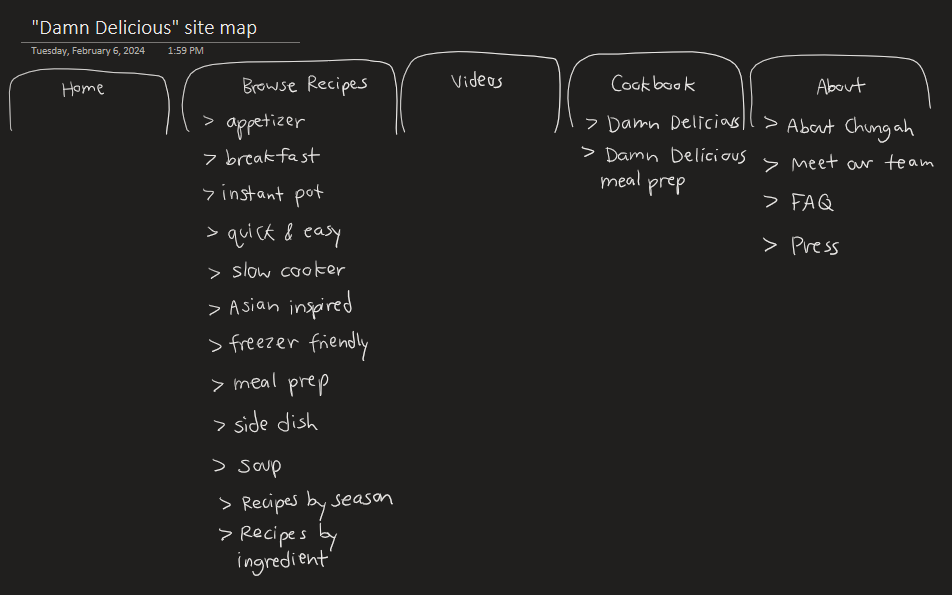 "Damn Delicious" site map
Tuesday, February 6, 2024 1:59 PM
Home
Browse Recipes
> appetizer
> breakfast
> instant pot
> quick & easy
> slow cooker
> Asian inspired
> freezer friendly
> meal prep
> side dish
> soup
> Recipes by season
> Recipes by
ingredient
Videos
Cookbook
> Damn Delicious
> Damn Delicious
meal prep
About
> About Chungah
> Meet our team
> FAQ
> Press